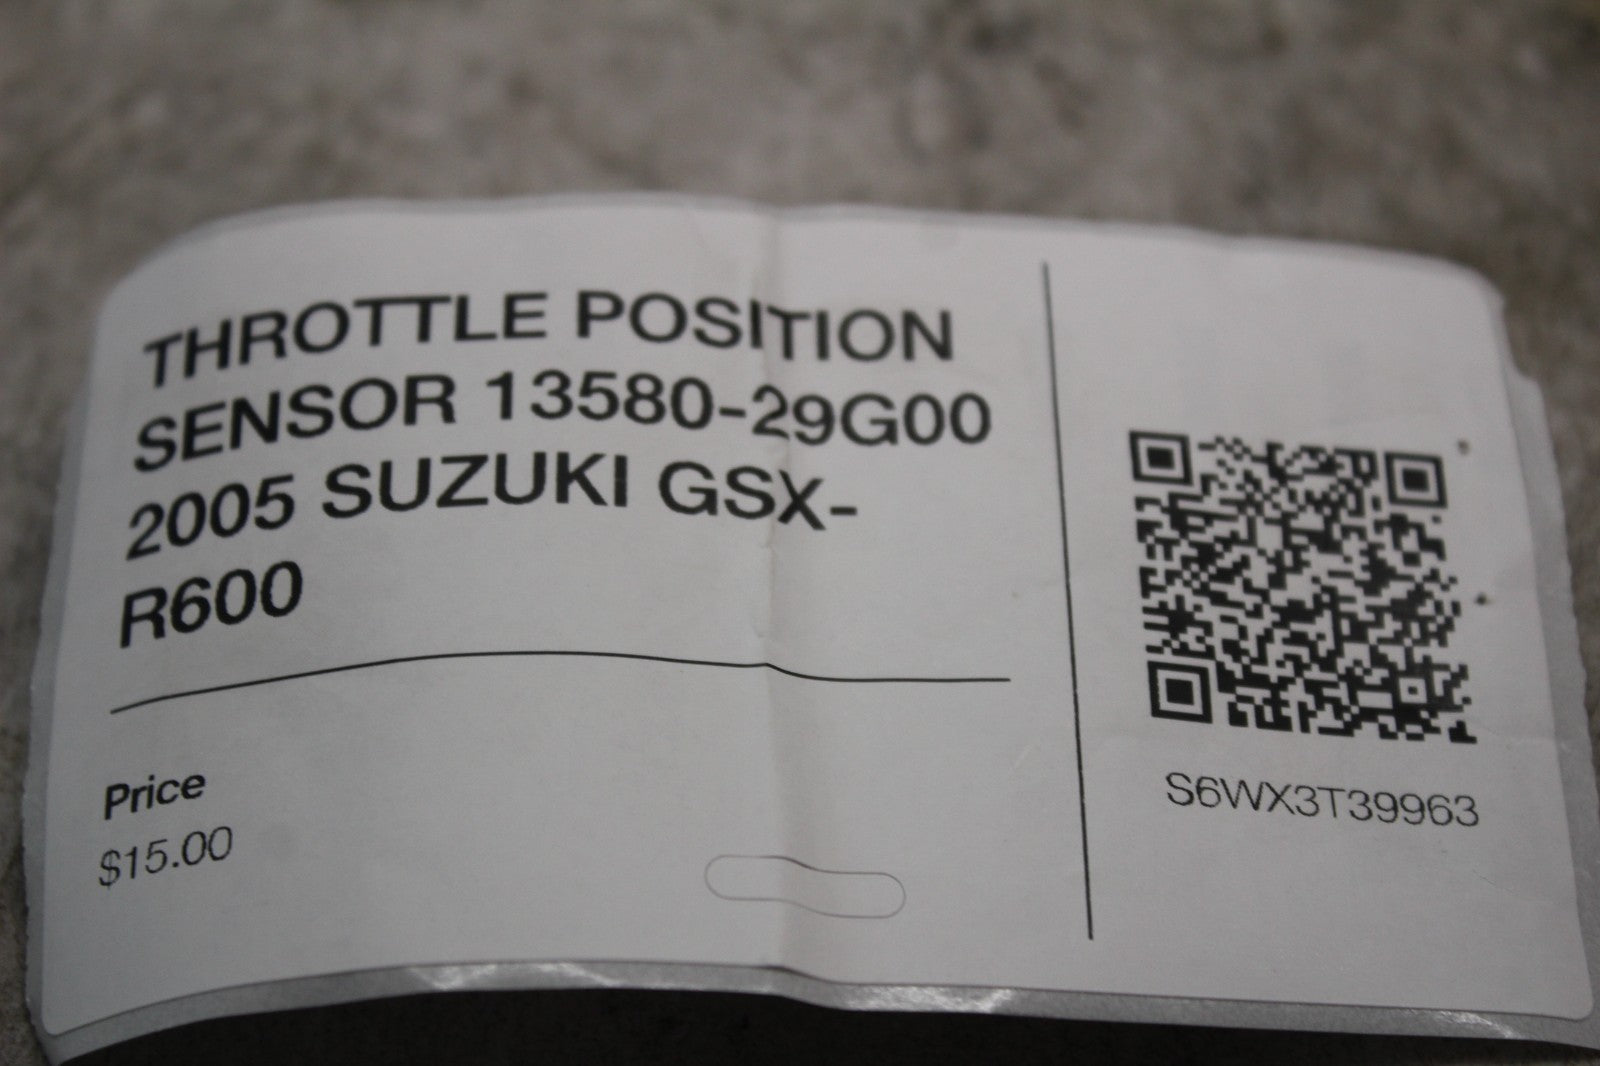 THROTTLE POSITION
SENSOR 13580-29G00
2005 SUZUKI GSX-
R600
Price
$15.00
S6WX3T39963